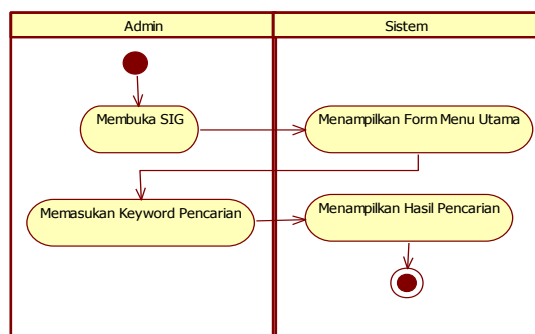 Admin
Sistem
Membuka SIG
Menampilkan Form Menu Utama
Memasukan Keyword Pencarian
Menampilkan Hasil Pencarian